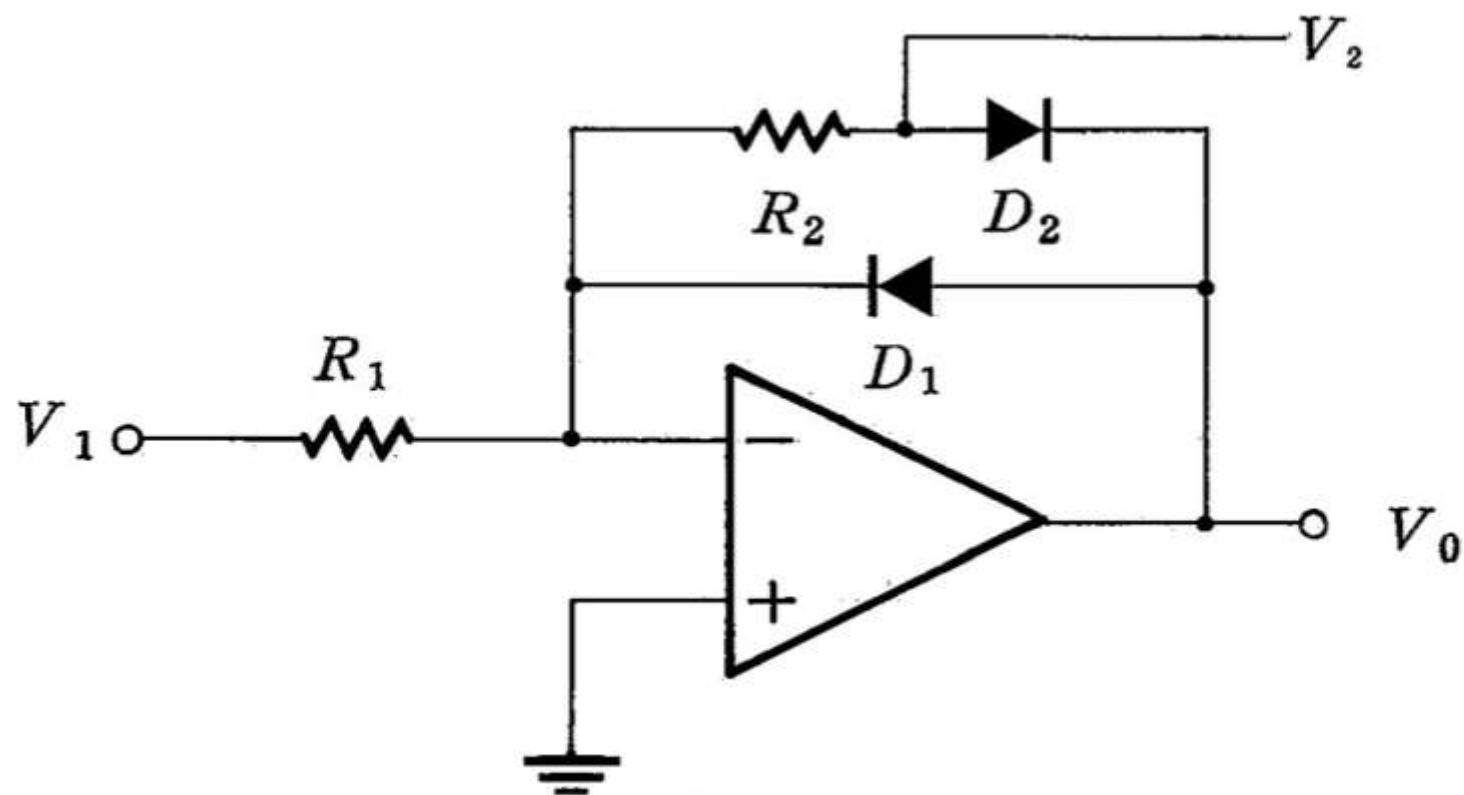 V₂
R₂
D₂
R₁
D₁
V₁
−
+
V₀